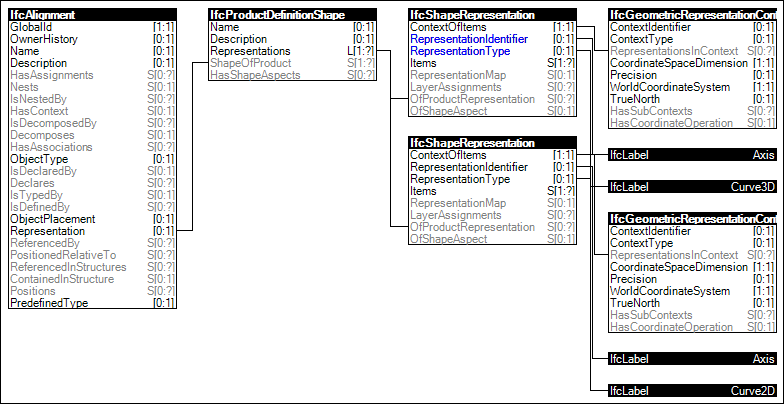 IfcAlignment
GlobalId [1:1]
OwnerHistory [0:1]
Name [0:1]
Description [0:1]
HasAssignments S[0:?]
Nests S[0:1]
IsNestedBy S[0:?]
HasContext S[0:1]
IsDecomposedBy S[0:?]
Decomposes S[0:1]
HasAssociations S[0:?]
ObjectType [0:1]
IsDeclaredBy S[0:1]
Declares S[0:?]
IsTypedBy S[0:1]
IsDefinedBy S[0:?]
ObjectPlacement [0:1]
Representation [0:1]
ReferencedBy S[0:?]
PositionedRelativeTo S[0:?]
ReferencedInStructures S[0:?]
ContainedInStructure S[0:1]
Positions S[0:?]
PredefinedType [0:1]
IfcProductDefinitionShape
Name [0:1]
Description [0:1]
Representations L[1:?]
ShapeOfProduct S[1:?]
HasShapeAspects S[0:?]
IfcShapeRepresentation
ContextOfItems [1:1]
RepresentationIdentifier [0:1]
RepresentationType [0:1]
Items S[1:?]
RepresentationMap S[0:1]
LayerAssignments S[0:?]
OfProductRepresentation S[0:?]
OfShapeAspect S[0:1]
IfcShapeRepresentation
ContextOfItems [1:1]
RepresentationIdentifier [0:1]
RepresentationType [0:1]
Items S[1:?]
RepresentationMap S[0:1]
LayerAssignments S[0:?]
OfProductRepresentation S[0:?]
OfShapeAspect S[0:1]
IfcGeometricRepresentationCont
ContextIdentifier [0:1]
ContextType [0:1]
RepresentationsInContext S[0:?]
CoordinateSpaceDimension [1:1]
Precision [0:1]
WorldCoordinateSystem [1:1]
TrueNorth [0:1]
HasSubContexts S[0:?]
HasCoordinateOperation S[0:1]
IfcLabel Axis
IfcLabel Curve3D
IfcGeometricRepresentationCont
ContextIdentifier [0:1]
ContextType [0:1]
RepresentationsInContext S[0:?]
CoordinateSpaceDimension [1:1]
Precision [0:1]
WorldCoordinateSystem [1:1]
TrueNorth [0:1]
HasSubContexts S[0:?]
HasCoordinateOperation S[0:1]
IfcLabel Axis
IfcLabel Curve2D